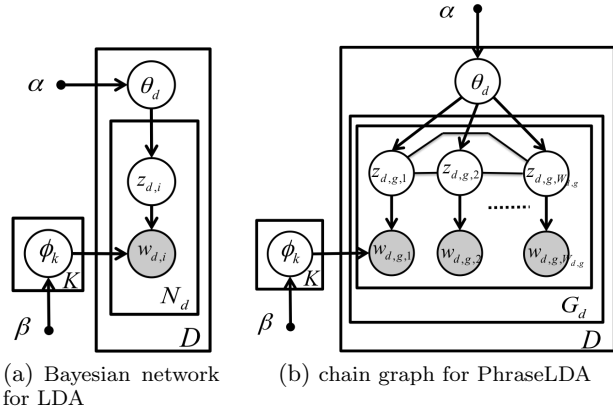 α
θ_d
z_{d,i}
w_{d,i}
ϕ_k
K
N_d
β
D
(a) Bayesian network
for LDA
α
θ_d
z_{d,g,1}
z_{d,g,2}
z_{d,g,W_{d,g}}
w_{d,g,1}
w_{d,g,2}
w_{d,g,W_{d,g}}
ϕ_k
K
G_d
β
D
(b) chain graph for PhraseLDA